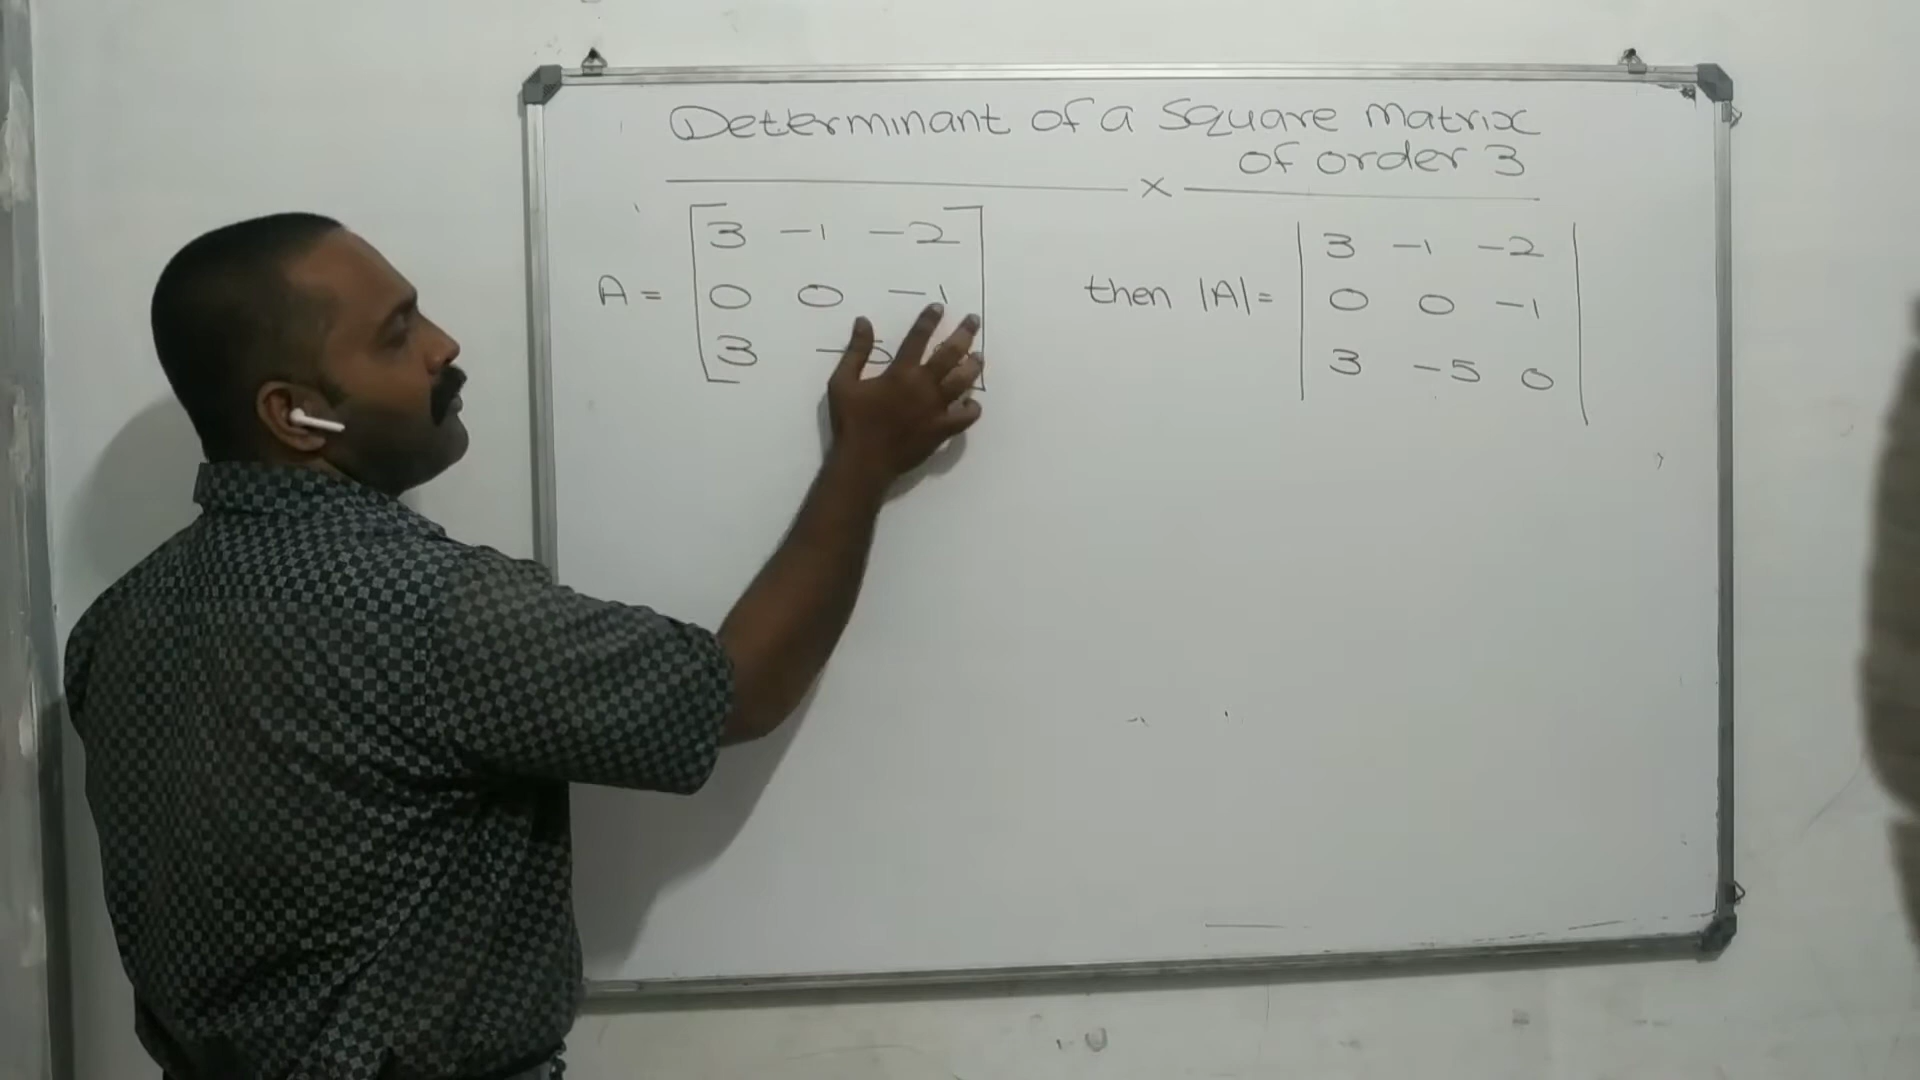 Determinant of a Square Matrix
of order 3
x
3 -1 -2
A = 0 0 -1
3 -5
3 -1 -2
then |A| = 0 0 -1
3 -5 0